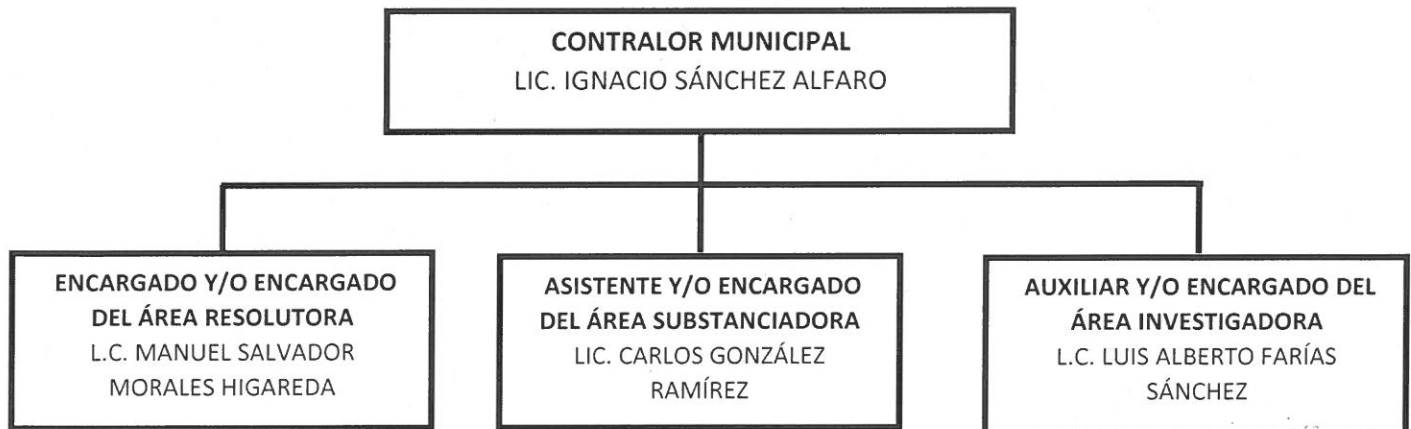 CONTRALOR MUNICIPAL
LIC. IGNACIO SÁNCHEZ ALFARO
ENCARGADO Y/O ENCARGADO
DEL ÁREA RESOLUTORA
L.C. MANUEL SALVADOR
MORALES HIGAREDA
ASISTENTE Y/O ENCARGADO
DEL ÁREA SUBSTANCIADORA
LIC. CARLOS GONZÁLEZ
RAMÍREZ
AUXILIAR Y/O ENCARGADO DEL
ÁREA INVESTIGADORA
L.C. LUIS ALBERTO FARÍAS
SÁNCHEZ